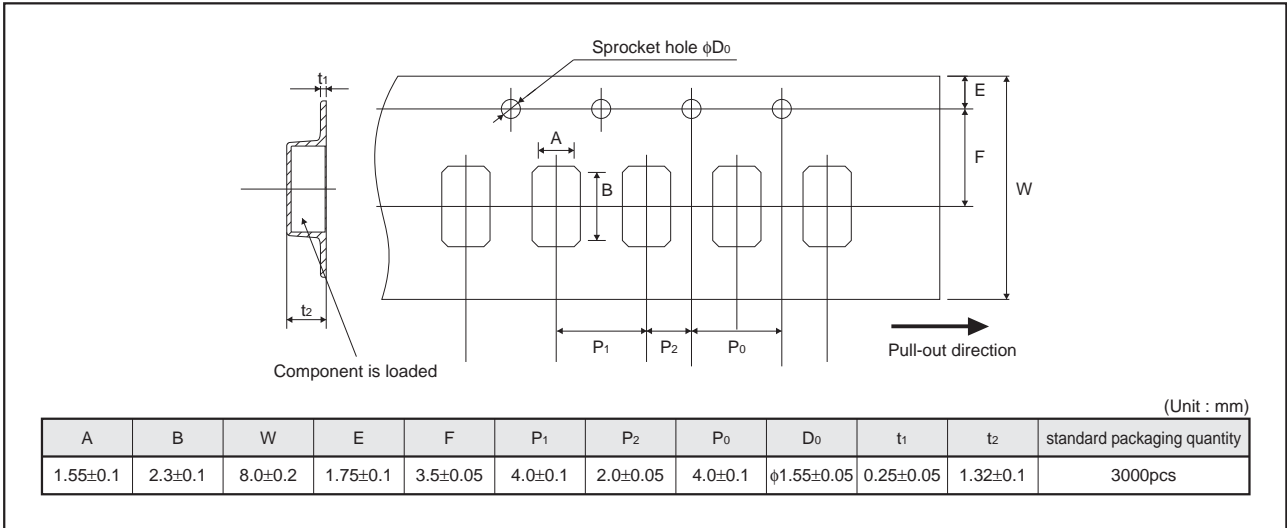 Sprocket hole ϕD0
t1
E
A
F
B
W
t2
P1 P2 P0
Pull-out direction
Component is loaded
(Unit : mm)
A B W E F P1 P2 P0 D0 t1 t2 standard packaging quantity
1.55±0.1 2.3±0.1 8.0±0.2 1.75±0.1 3.5±0.05 4.0±0.1 2.0±0.05 4.0±0.1 ϕ1.55±0.05 0.25±0.05 1.32±0.1 3000pcs